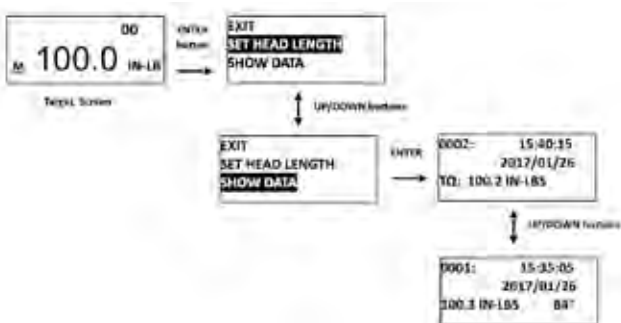 00
M 100.0 IN-LB
Target Screen
ENTER
button
EXIT
SET HEAD LENGTH
SHOW DATA
UP/DOWN buttons
EXIT
SET HEAD LENGTH
SHOW DATA
ENTER
0002: 15:40:15
2017/01/26
TQ: 100.2 IN-LBS
UP/DOWN buttons
0001: 15:35:05
2017/01/26
100.3 IN-LBS 84°